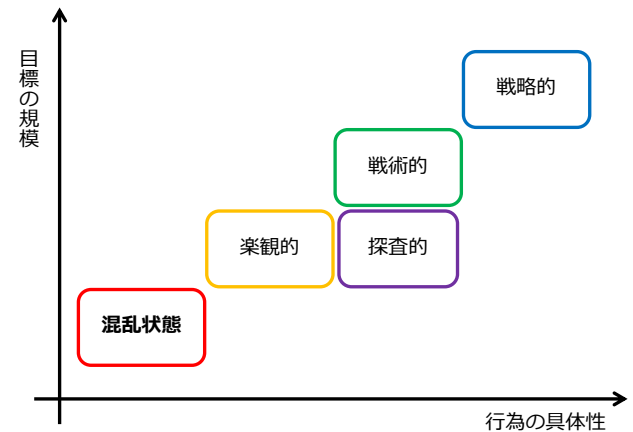 目標の規模
戦略的
戦術的
楽観的
探査的
混乱状態
行為の具体性